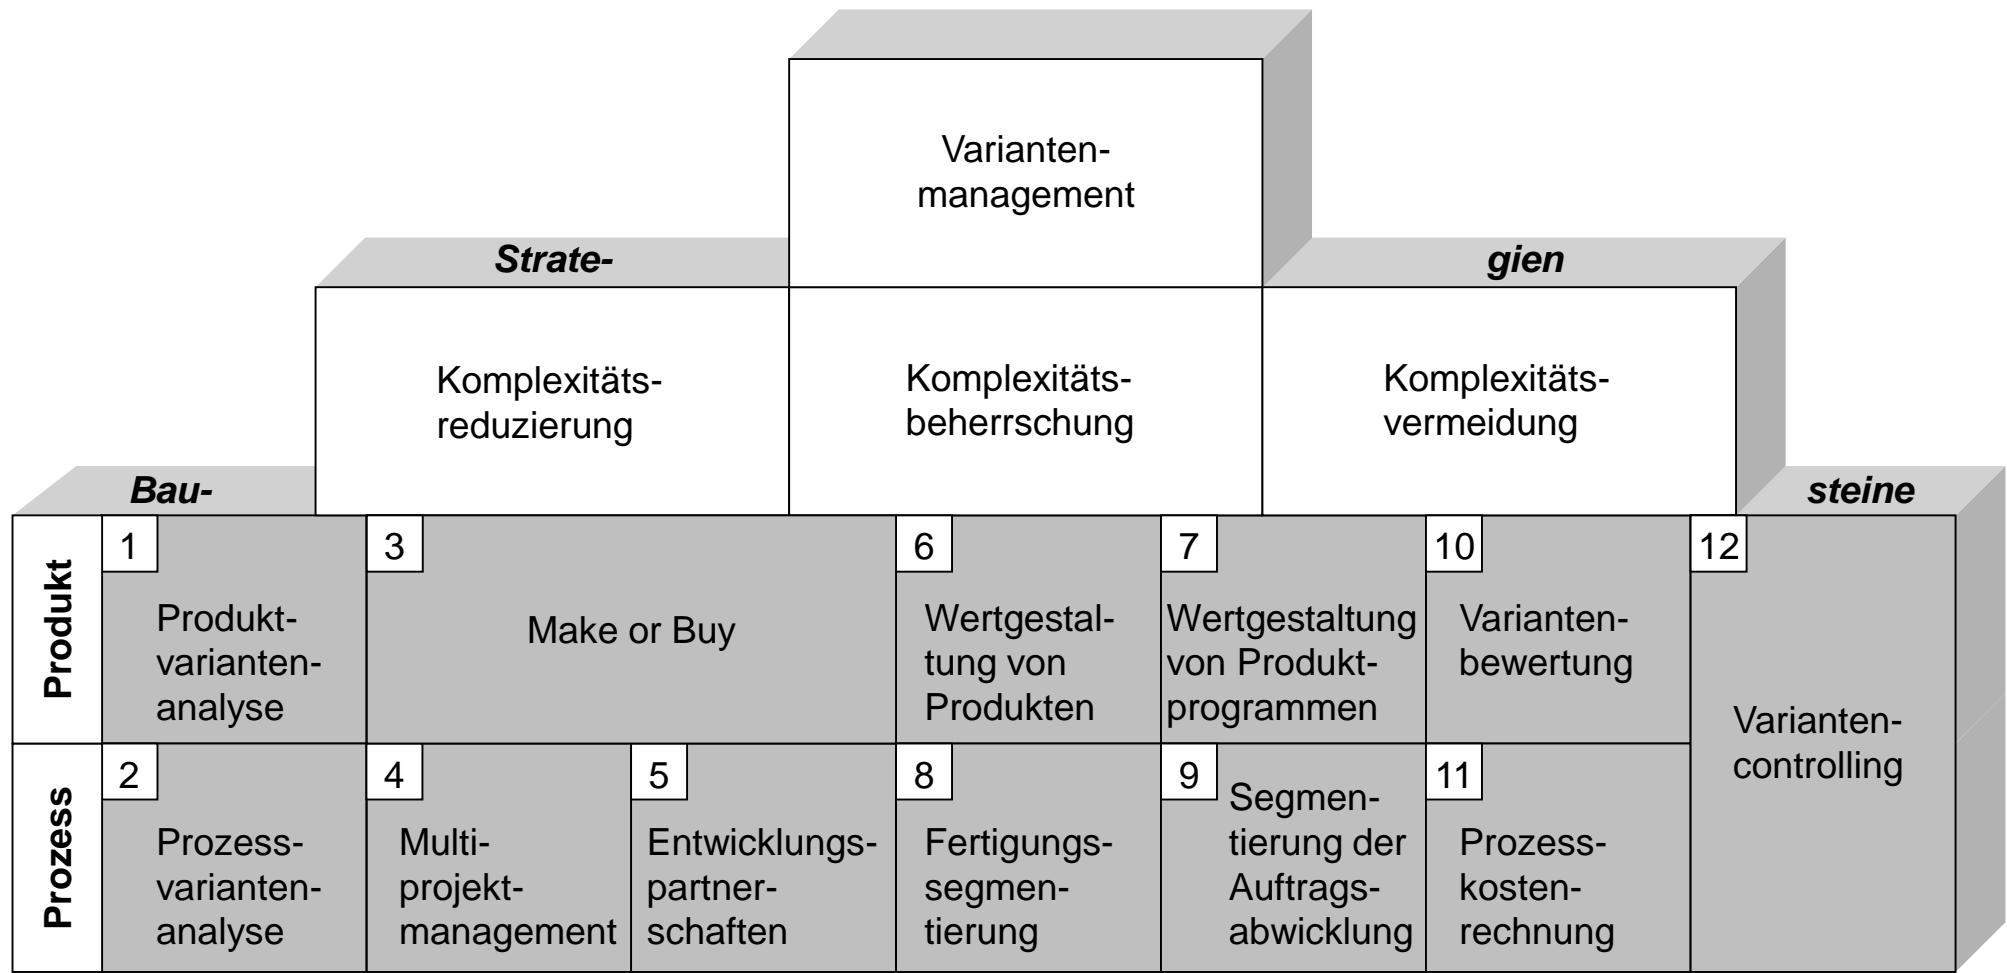 Varianten-
management
Strate-
gien
Komplexitäts-
reduzierung
Komplexitäts-
beherrschung
Komplexitäts-
vermeidung
Bau-
steine
Produkt
1
Produkt-
varianten-
analyse
3
Make or Buy
6
Wertgestal-
tung von
Produkten
7
Wertgestaltung
von Produkt-
programmen
10
Varianten-
bewertung
12
Varianten-
controlling
Prozess
2
Prozess-
varianten-
analyse
4
Multi-
projekt-
management
5
Entwicklungs-
partner-
schaften
8
Fertigungs-
segmen-
tierung
9
Segmen-
tierung der
Auftrags-
abwicklung
11
Prozess-
kosten-
rechnung